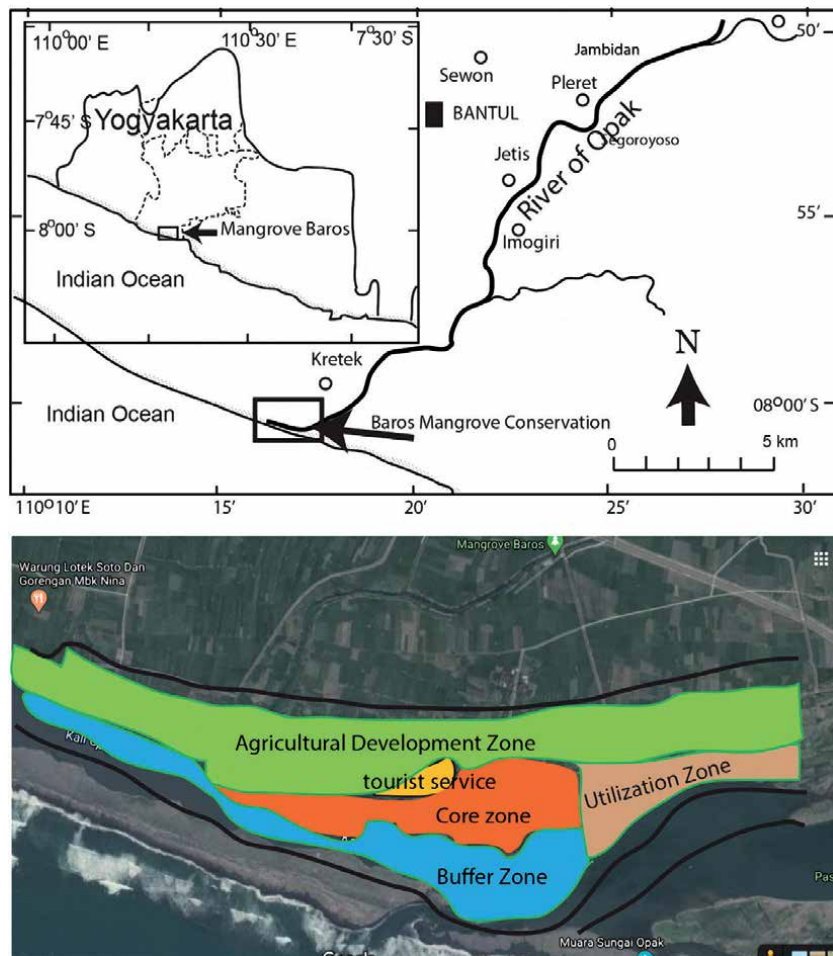 110°00' E
110°30' E
7°30' S
7°45' S
Yogyakarta
8°00' S
Mangrove Baros
Indian Ocean
50'
Jambidan
Sewon
Pleret
BANTUL
Segoroyoso
Jetis
River of Opak
55'
Imogiri
N
Kretek
Indian Ocean
Baros Mangrove Conservation
08°00' S
0
5 km
110°10' E
15'
20'
25'
30'
Mangrove Baros
Warung Lotek Soto Dan
Gorengan Mbk Nina
Agricultural Development Zone
tourist service
Utilization Zone
Core zone
Buffer Zone
Muara Sungai Opak